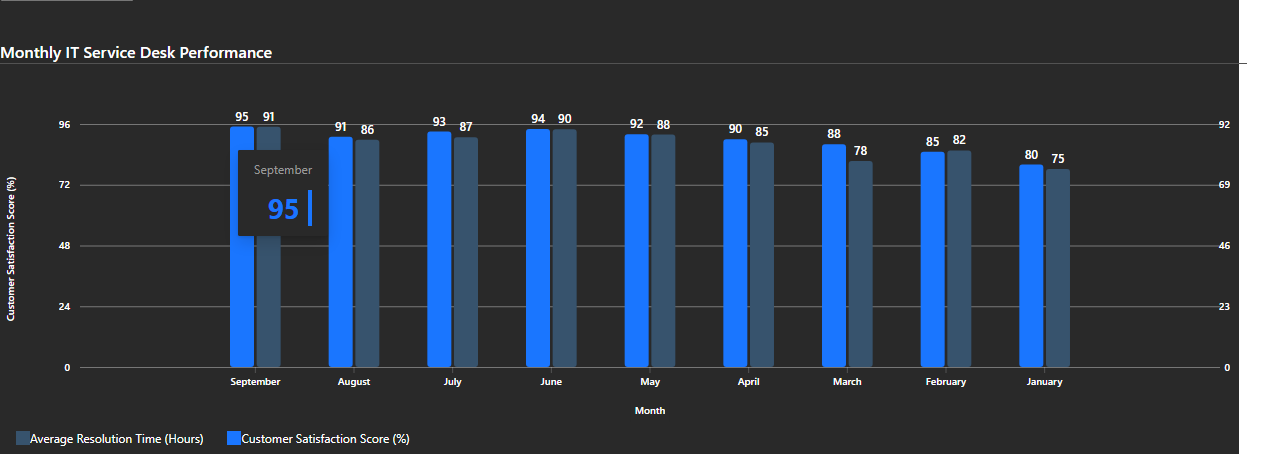 Monthly IT Service Desk Performance
95 91 91 86 93 87 94 90 92 88 90 85 88 78 85 82 80 75
96 92
September
95
72 69
48 46
24 23
0 0
Customer Satisfaction Score (%)
September August July June May April March February January
Month
Average Resolution Time (Hours) Customer Satisfaction Score (%)